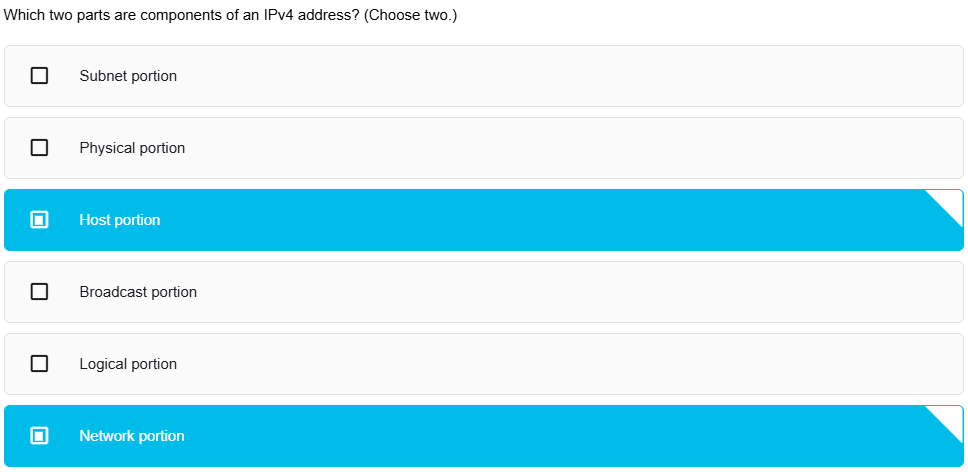 Which two parts are components of an IPv4 address? (Choose two.)
Subnet portion
Physical portion
Host portion
Broadcast portion
Logical portion
Network portion